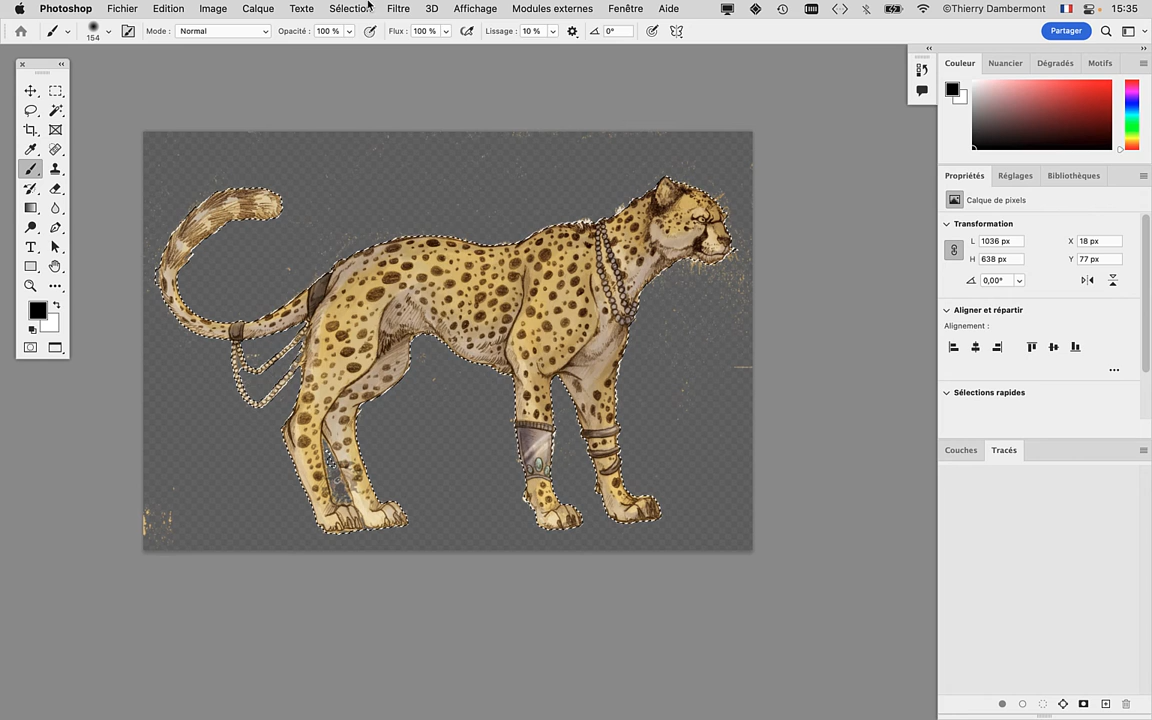 Photoshop Fichier Edition Image Calque Texte Sélection Filtre 3D Affichage Modules externes Fenêtre Aide ©Thierry Dambermont 15:35
154 Mode : Normal Opacité : 100 % Flux : 100 % Lissage : 10 % 0° Partager
Couleur Nuancier Dégradés Motifs
Propriétés Réglages Bibliothèques
Calque de pixels
Transformation
L 1036 px X 18 px
H 638 px Y 77 px
0,00°
Aligner et répartir
Alignement :
Sélections rapides
Couches Tracés